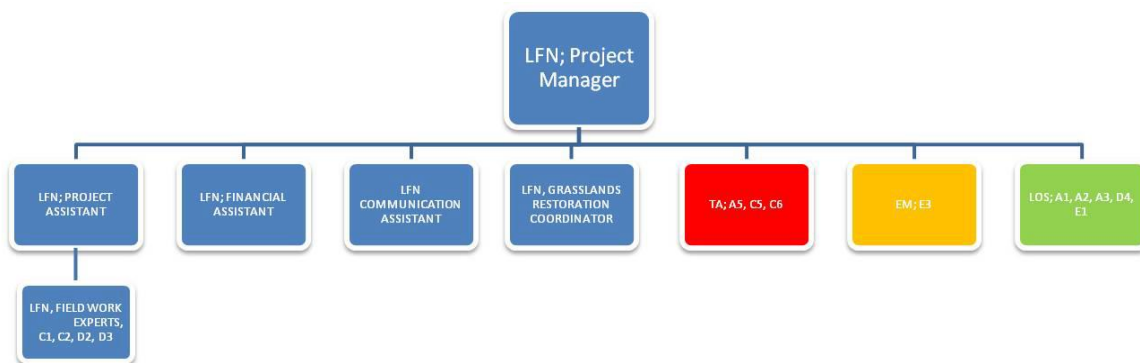 LFN; Project
Manager
LFN; PROJECT
ASSISTANT
LFN; FINANCIAL
ASSISTANT
LFN
COMMUNICATION
ASSISTANT
LFN, GRASSLANDS
RESTORATION
COORDINATOR
TA; A5, C5, C6
EM; E3
LOS; A1, A2, A3, D4,
E1
LFN, FIELD WORK
EXPERTS,
C1, C2, D2, D3